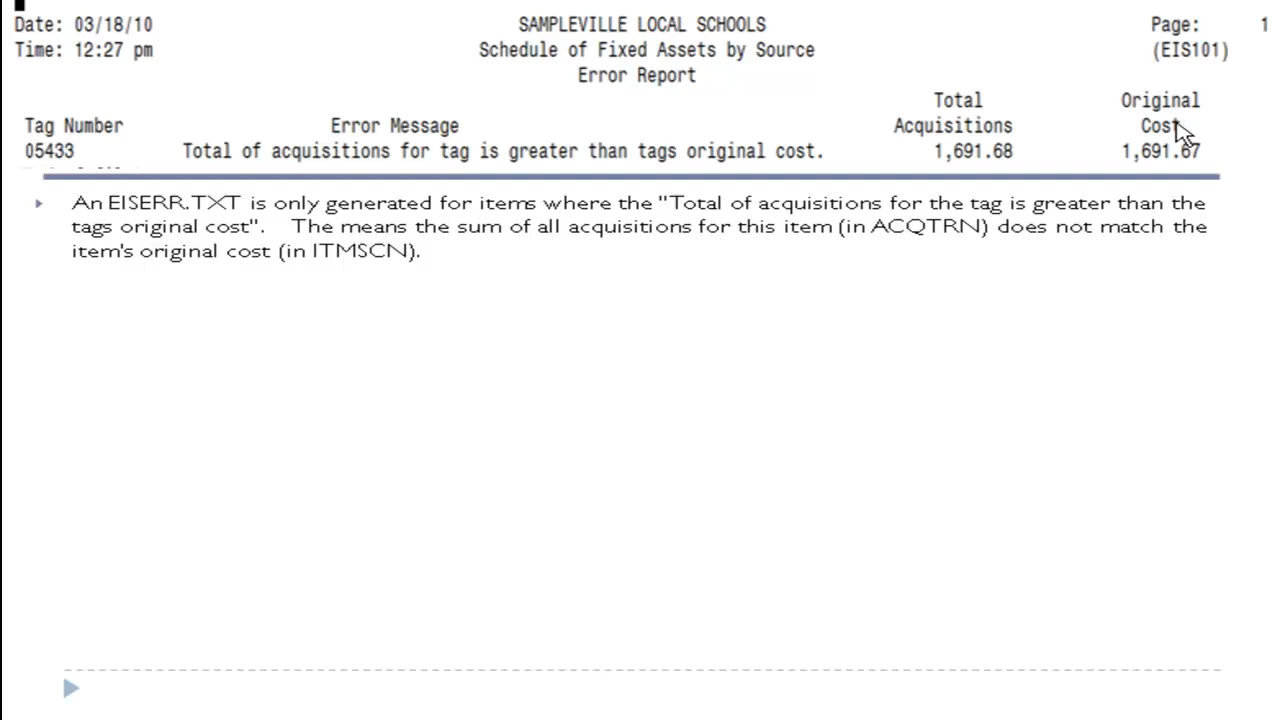 Date: 03/18/10 SAMPLEVILLE LOCAL SCHOOLS Page: 1
Time: 12:27 pm Schedule of Fixed Assets by Source (EIS101)
Error Report
Total Original
Tag Number Error Message Acquisitions Cost
05433 Total of acquisitions for tag is greater than tags original cost. 1,691.68 1,691.67
An EISERR.TXT is only generated for items where the "Total of acquisitions for the tag is greater than the
tags original cost". The means the sum of all acquisitions for this item (in ACQTRN) does not match the
item's original cost (in ITMSCN).